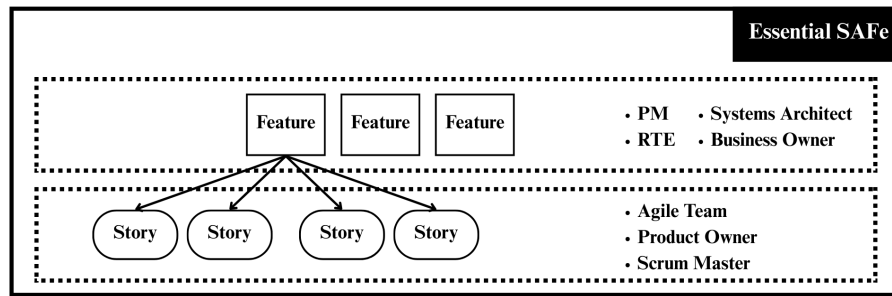 Essential SAFe
Feature Feature Feature
• PM • Systems Architect
• RTE • Business Owner
Story Story Story Story
• Agile Team
• Product Owner
• Scrum Master